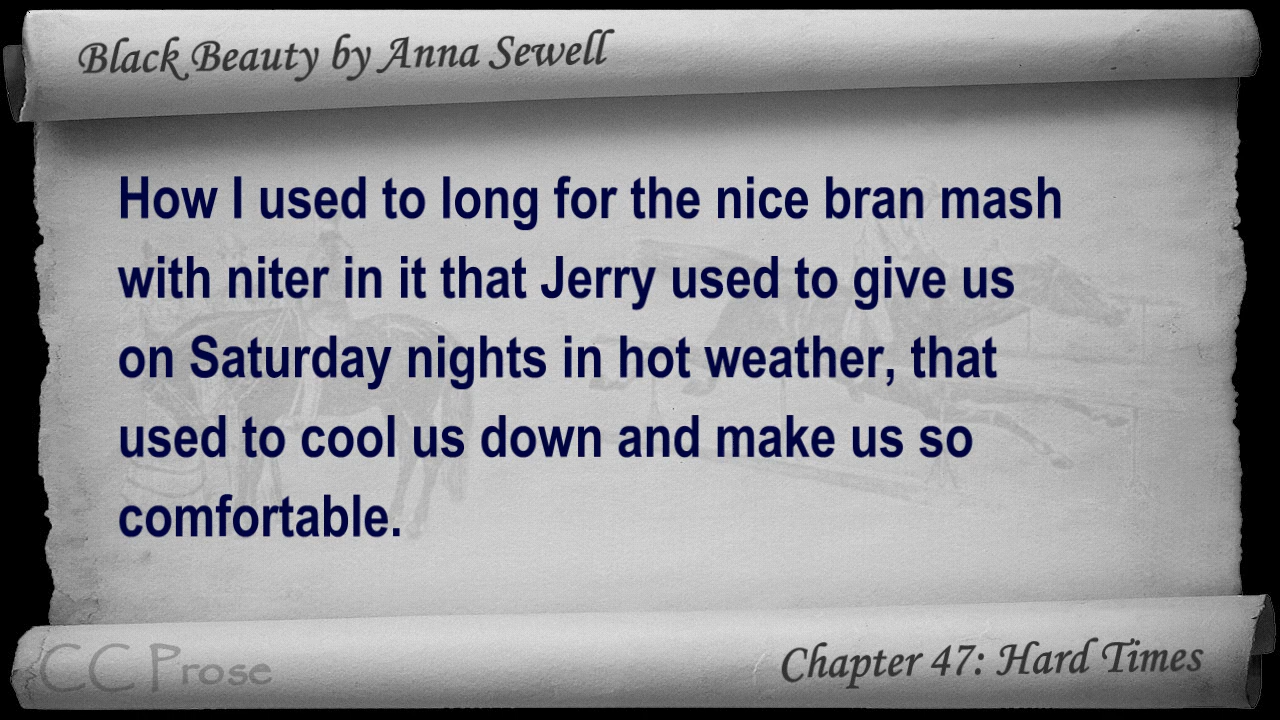 Black Beauty by Anna Sewell
How I used to long for the nice bran mash
with niter in it that Jerry used to give us
on Saturday nights in hot weather, that
used to cool us down and make us so
comfortable.
CC Prose
Chapter 47: Hard Times